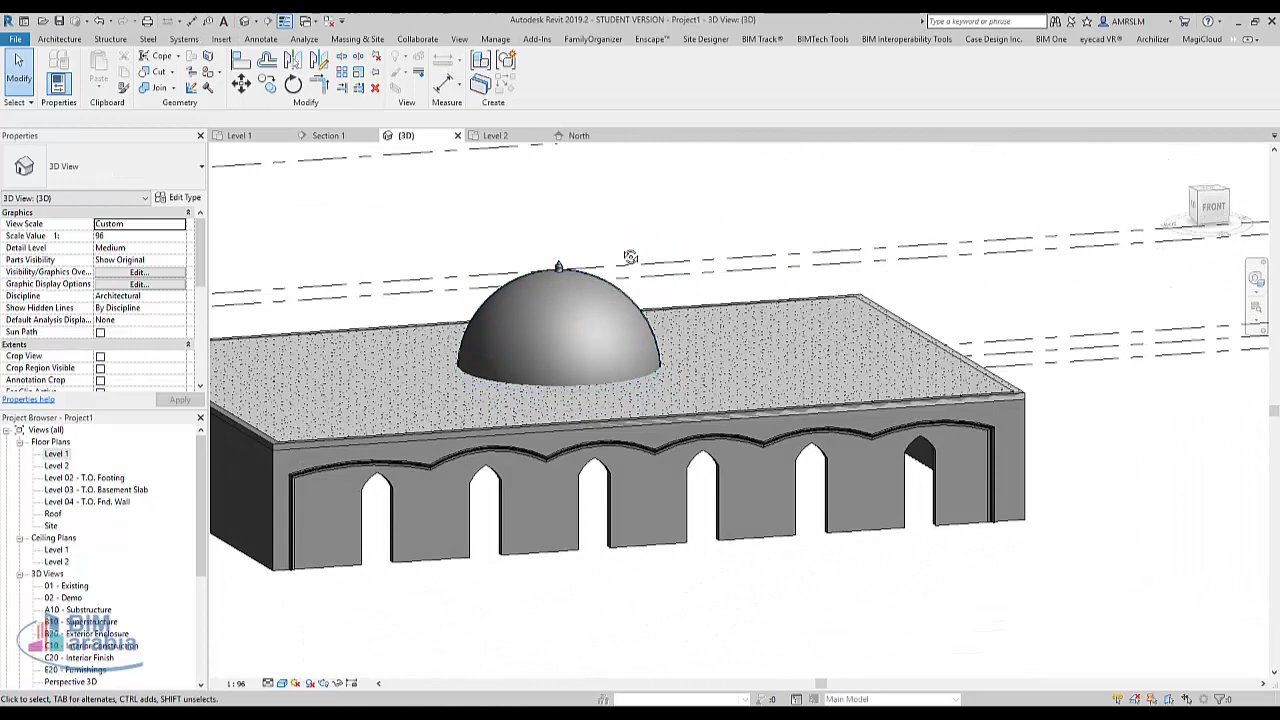 Autodesk Revit 2019.2 - STUDENT VERSION - Project1 - 3D View: {3D}
Type a keyword or phrase
AMRSLM
File Architecture Structure Steel Systems Insert Annotate Analyze Massing & Site Collaborate View Manage Add-Ins FamilyOrganizer Enscape™ Site Designer BIM Track® BIMTech Tools BIM Interoperability Tools Case Design Inc. BIM One eyecad VR® Archilizer MagiCloud
Modify Paste Cope
Cut
Join
Properties
Select Properties Clipboard Geometry Modify View Measure Create
Properties
Level 1 Section 1 {3D} Level 2 North
3D View
3D View: {3D} Edit Type
Graphics
View Scale Custom
Scale Value 1: 96
Detail Level Medium
Parts Visibility Show Original
Visibility/Graphics Ove... Edit...
Graphic Display Options Edit...
Discipline Architectural
Show Hidden Lines By Discipline
Default Analysis Displa... None
Sun Path
Extents
Crop View
Crop Region Visible
Annotation Crop
Properties help Apply
Project Browser - Project1
Views (all)
Floor Plans
Level 1
Level 2
Level 02 - T.O. Footing
Level 03 - T.O. Basement Slab
Level 04 - T.O. Fnd. Wall
Roof
Site
Ceiling Plans
Level 1
Level 2
3D Views
01 - Existing
02 - Demo
A10 - Substructure
B10 - Superstructure
B20 - Exterior Enclosure
C10 - Interior Construction
C20 - Interior Finish
E20 - Furnishings
Perspective 3D
BIM
arabia
FRONT
1 : 96
Click to select, TAB for alternates, CTRL adds, SHIFT unselects.
:0
Main Model
:0